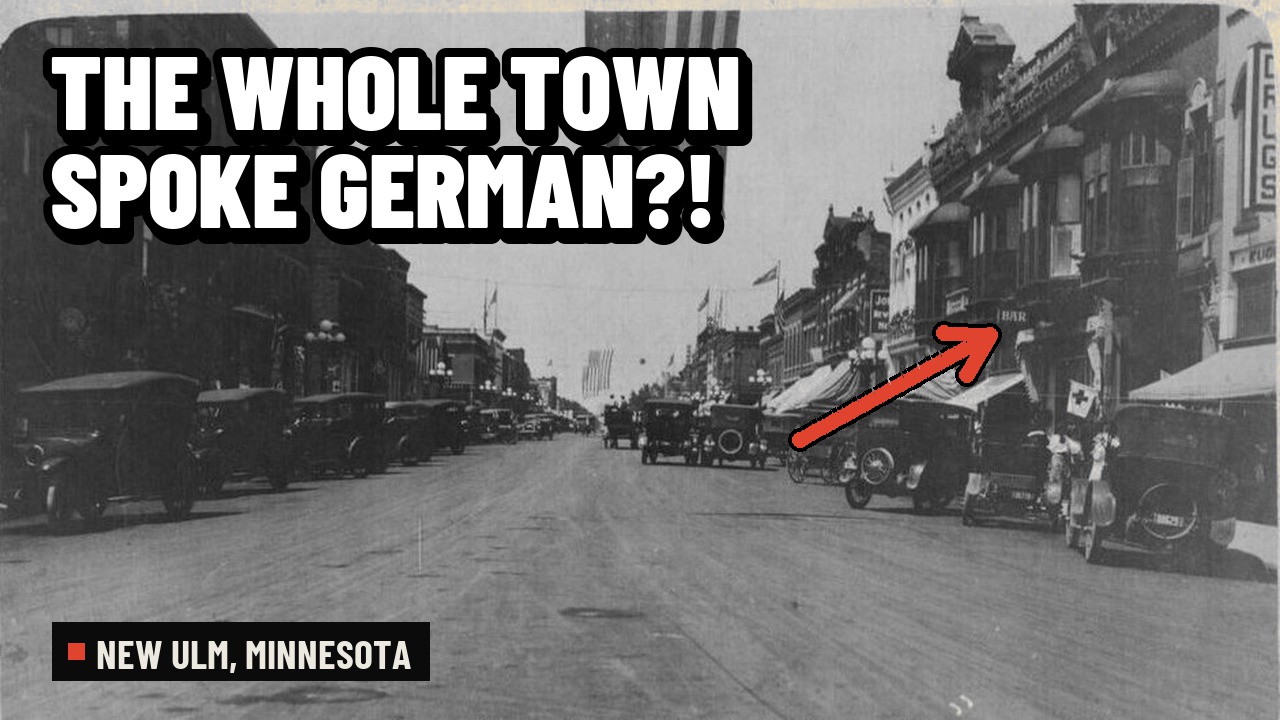 THE WHOLE TOWN
SPOKE GERMAN?!
DRUGS
BAR
NEW ULM, MINNESOTA